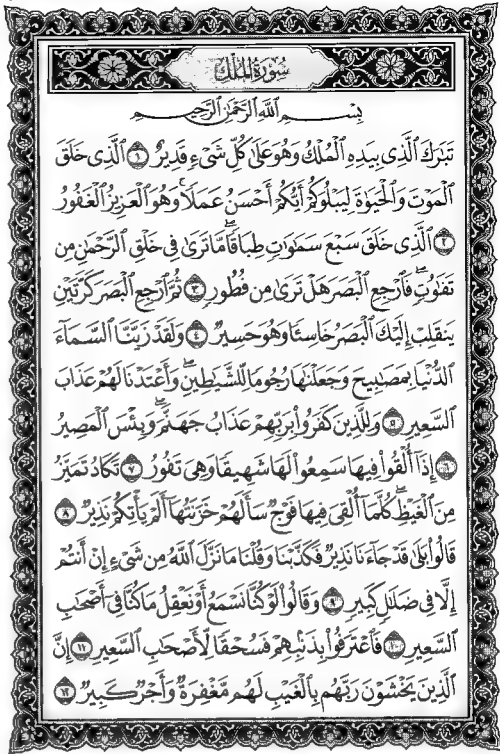 سُورَةُ المُلْكِ
بِسْمِ اللَّهِ الرَّحْمَٰنِ الرَّحِيمِ
تَبَٰرَكَ ٱلَّذِى بِيَدِهِ ٱلْمُلْكُ وَهُوَ عَلَىٰ كُلِّ شَىْءٍ قَدِيرٌ ١ ٱلَّذِى خَلَقَ
ٱلْمَوْتَ وَٱلْحَيَوٰةَ لِيَبْلُوَكُمْ أَيُّكُمْ أَحْسَنُ عَمَلًا ۚ وَهُوَ ٱلْعَزِيزُ ٱلْغَفُورُ
٢ ٱلَّذِى خَلَقَ سَبْعَ سَمَٰوَٰتٍ طِبَاقًا ۖ مَّا تَرَىٰ فِى خَلْقِ ٱلرَّحْمَٰنِ مِن
تَفَٰوُتٍ ۖ فَٱرْجِعِ ٱلْبَصَرَ هَلْ تَرَىٰ مِن فُطُورٍ ٣ ثُمَّ ٱرْجِعِ ٱلْبَصَرَ كَرَّتَيْنِ
يَنقَلِبْ إِلَيْكَ ٱلْبَصَرُ خَاسِئًا وَهُوَ حَسِيرٌ ٤ وَلَقَدْ زَيَّنَّا ٱلسَّمَآءَ
ٱلدُّنْيَا بِمَصَٰبِيحَ وَجَعَلْنَٰهَا رُجُومًا لِّلشَّيَٰطِينِ ۖ وَأَعْتَدْنَا لَهُمْ عَذَابَ
ٱلسَّعِيرِ ٥ وَلِلَّذِينَ كَفَرُوا۟ بِرَبِّهِمْ عَذَابُ جَهَنَّمَ ۖ وَبِئْسَ ٱلْمَصِيرُ
٦ إِذَآ أُلْقُوا۟ فِيهَا سَمِعُوا۟ لَهَا شَهِيقًا وَهِىَ تَفُورُ ٧ تَكَادُ تَمَيَّزُ
مِنَ ٱلْغَيْظِ ۖ كُلَّمَآ أُلْقِىَ فِيهَا فَوْجٌ سَأَلَهُمْ خَزَنَتُهَآ أَلَمْ يَأْتِكُمْ نَذِيرٌ ٨
قَالُوا۟ بَلَىٰ قَدْ جَآءَنَا نَذِيرٌ فَكَذَّبْنَا وَقُلْنَا مَا نَزَّلَ ٱللَّهُ مِن شَىْءٍ إِنْ أَنتُمْ
إِلَّا فِى ضَلَٰلٍ كَبِيرٍ ٩ وَقَالُوا۟ لَوْ كُنَّا نَسْمَعُ أَوْ نَعْقِلُ مَا كُنَّا فِىٓ أَصْحَٰبِ
ٱلسَّعِيرِ ١٠ فَٱعْتَرَفُوا۟ بِذَنۢبِهِمْ فَسُحْقًا لِّأَصْحَٰبِ ٱلسَّعِيرِ ١١ إِنَّ
ٱلَّذِينَ يَخْشَوْنَ رَبَّهُم بِٱلْغَيْبِ لَهُم مَّغْفِرَةٌ وَأَجْرٌ كَبِيرٌ ١٢